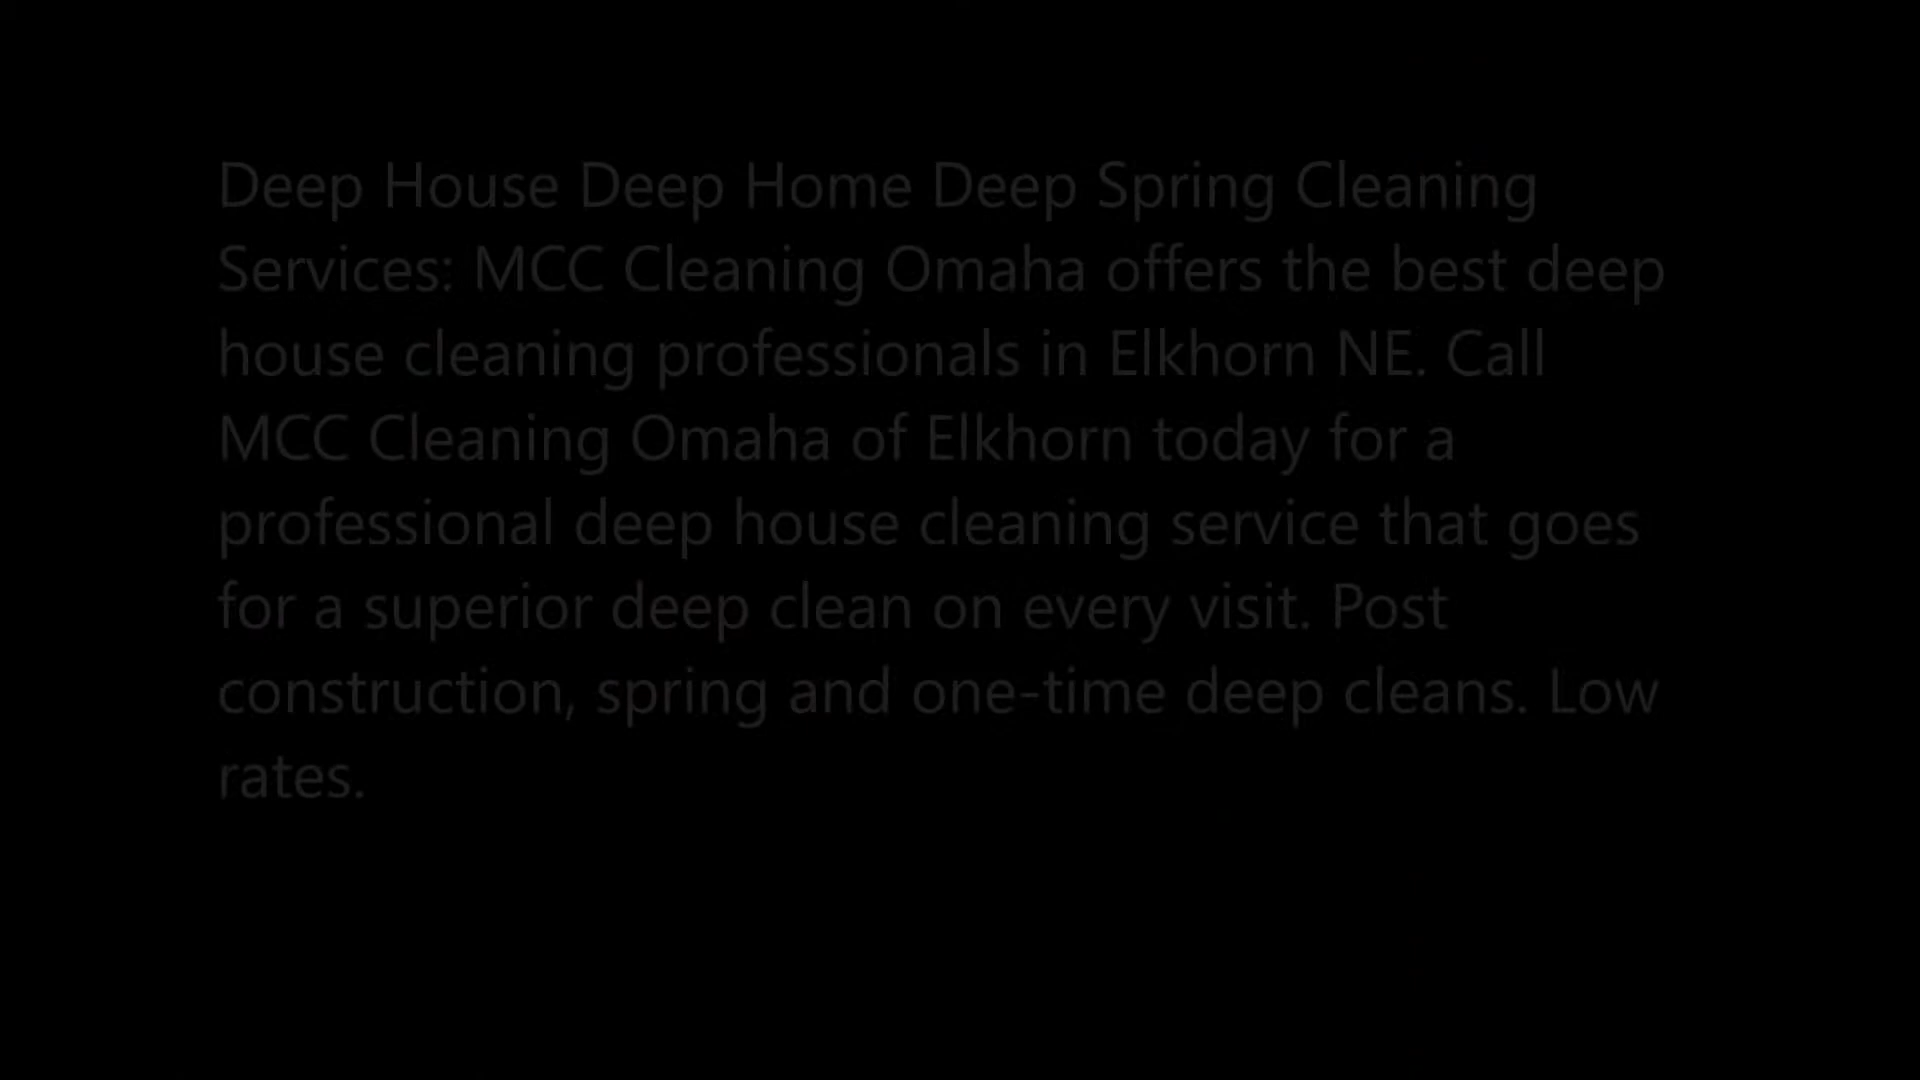 Deep House Deep Home Deep Spring Cleaning
Services: MCC Cleaning Omaha offers the best deep
house cleaning professionals in Elkhorn NE. Call
MCC Cleaning Omaha of Elkhorn today for a
professional deep house cleaning service that goes
for a superior deep clean on every visit. Post
construction, spring and one-time deep cleans. Low
rates.